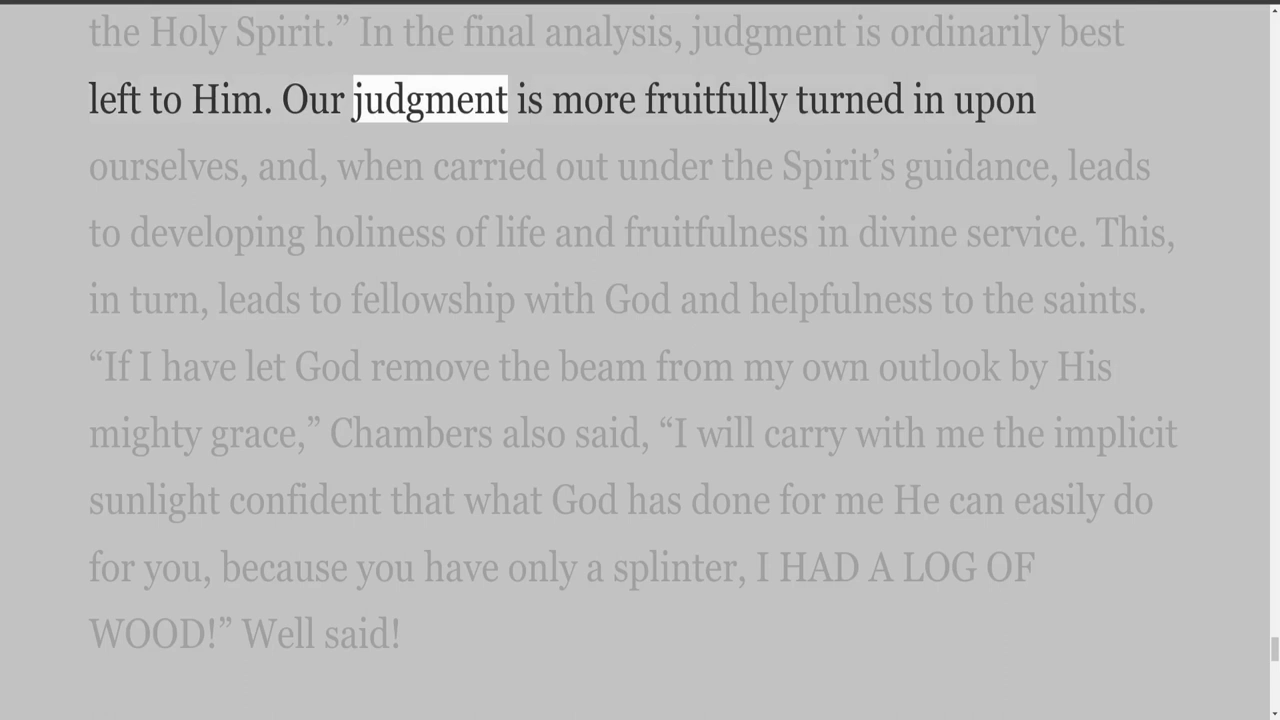 the Holy Spirit.” In the final analysis, judgment is ordinarily best
left to Him. Our judgment is more fruitfully turned in upon
ourselves, and, when carried out under the Spirit’s guidance, leads
to developing holiness of life and fruitfulness in divine service. This,
in turn, leads to fellowship with God and helpfulness to the saints.
“If I have let God remove the beam from my own outlook by His
mighty grace,” Chambers also said, “I will carry with me the implicit
sunlight confident that what God has done for me He can easily do
for you, because you have only a splinter, I HAD A LOG OF
WOOD!” Well said!